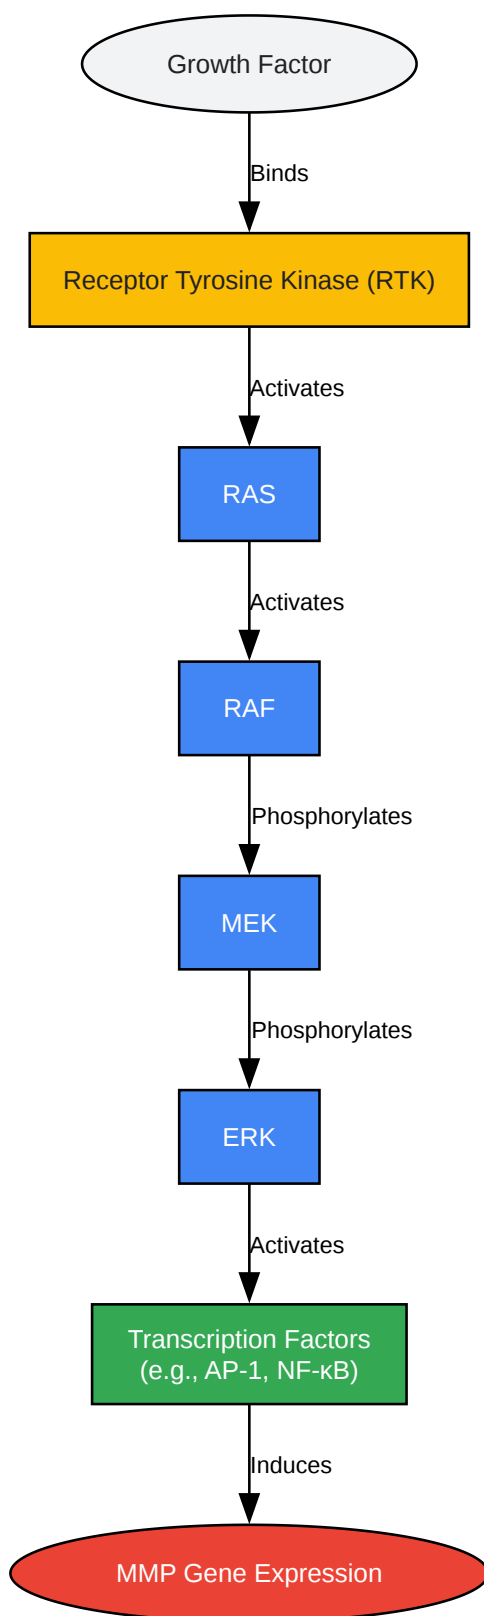 Growth Factor
Binds
Receptor Tyrosine Kinase (RTK)
Activates
RAS
Activates
RAF
Phosphorylates
MEK
Phosphorylates
ERK
Activates
Transcription Factors
(e.g., AP-1, NF-κB)
Induces
MMP Gene Expression